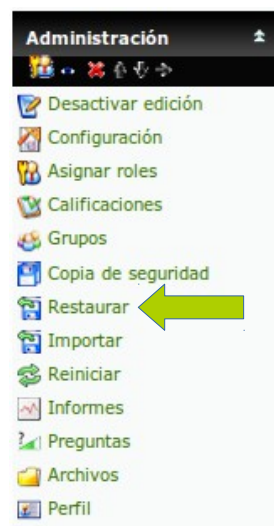 Administración
Desactivar edición
Configuración
Asignar roles
Calificaciones
Grupos
Copia de seguridad
Restaurar
Importar
Reiniciar
Informes
Preguntas
Archivos
Perfil